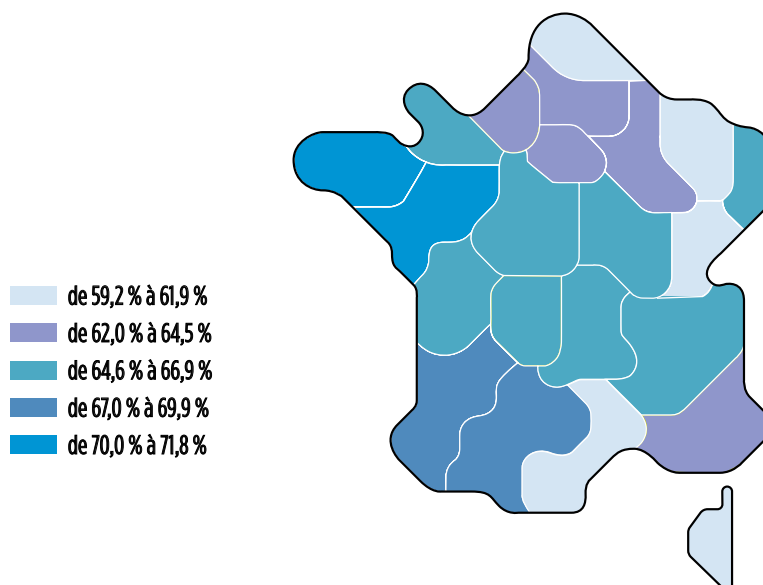 de 59,2 % à 61,9 %
de 62,0 % à 64,5 %
de 64,6 % à 66,9 %
de 67,0 % à 69,9 %
de 70,0 % à 71,8 %